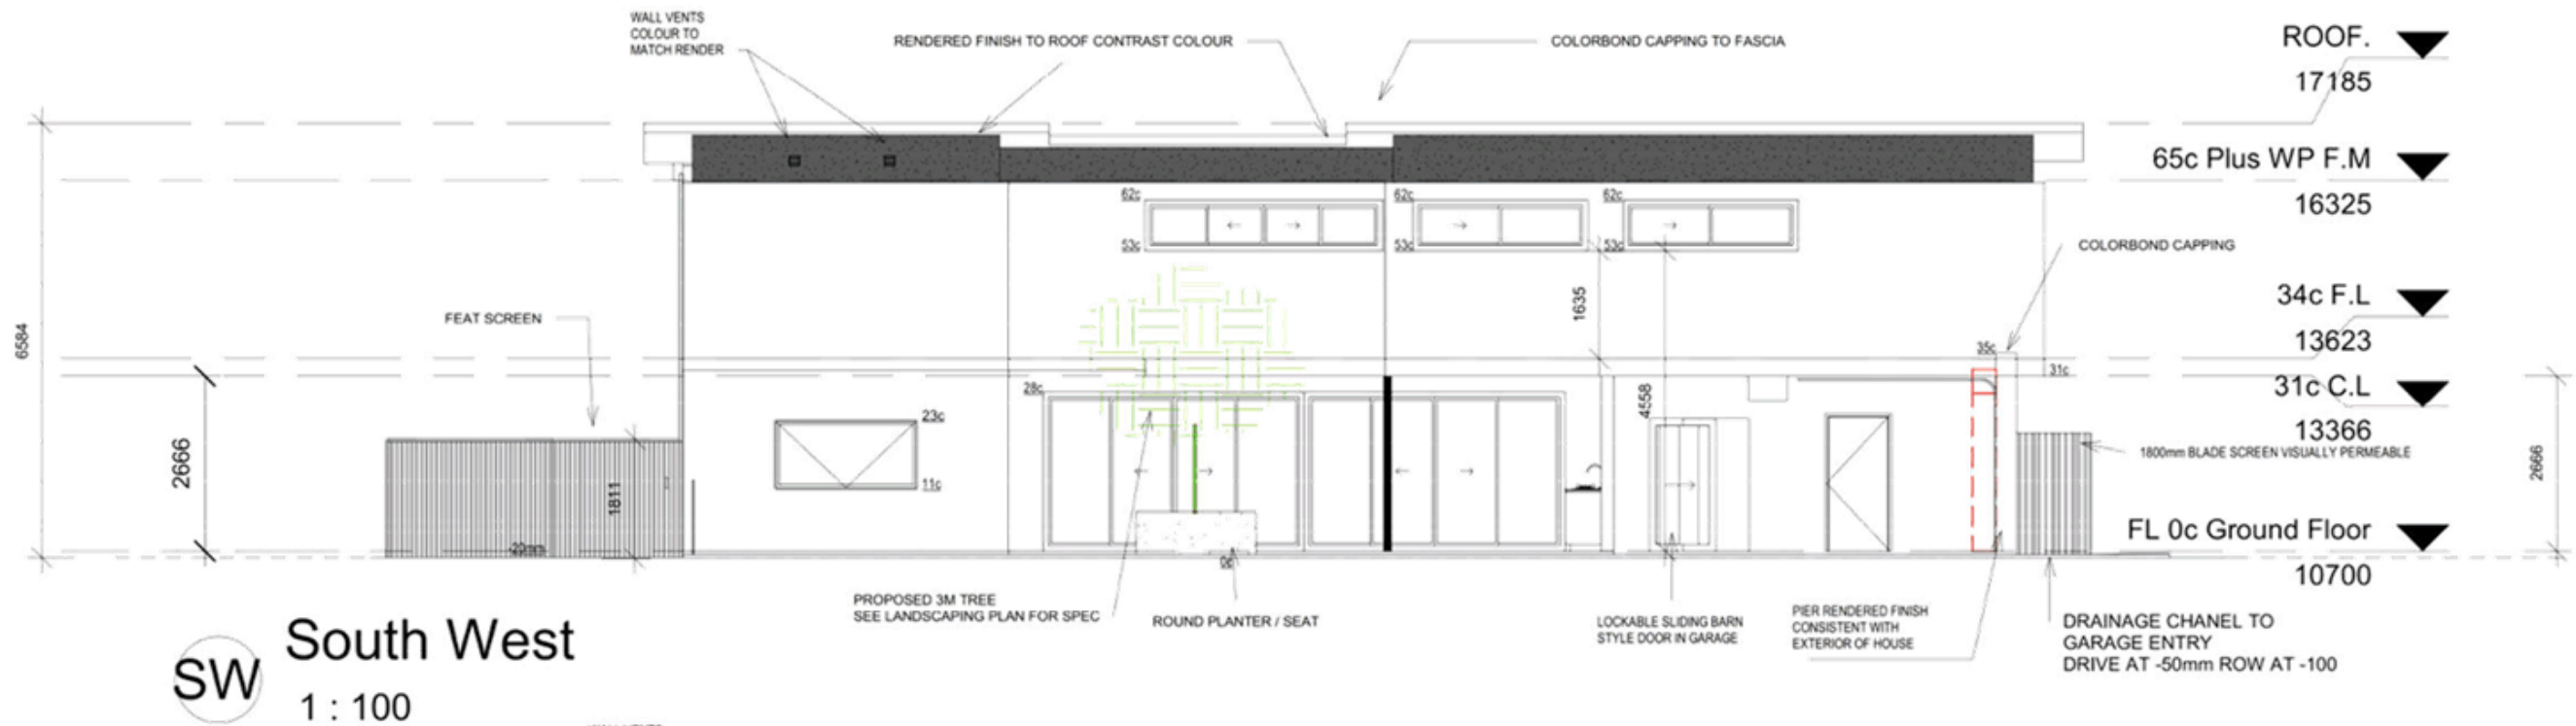 WALL VENTS
COLOUR TO
MATCH RENDER
RENDERED FINISH TO ROOF CONTRAST COLOUR
COLORBOND CAPPING TO FASCIA
ROOF.
17185
65c Plus WP F.M
16325
62c
62c
62c
53c
53c
53c
COLORBOND CAPPING
1635
34c F.L
13623
FEAT SCREEN
6584
35c
31c
31c C.L
13366
28c
4558
23c
11c
2666
1811
1800mm BLADE SCREEN VISUALLY PERMEABLE
2666
FL 0c Ground Floor
10700
-20mm
0c
PROPOSED 3M TREE
SEE LANDSCAPING PLAN FOR SPEC
ROUND PLANTER / SEAT
LOCKABLE SLIDING BARN
STYLE DOOR IN GARAGE
PIER RENDERED FINISH
CONSISTENT WITH
EXTERIOR OF HOUSE
DRAINAGE CHANEL TO
GARAGE ENTRY
DRIVE AT -50mm ROW AT -100
SW
South West
1 : 100